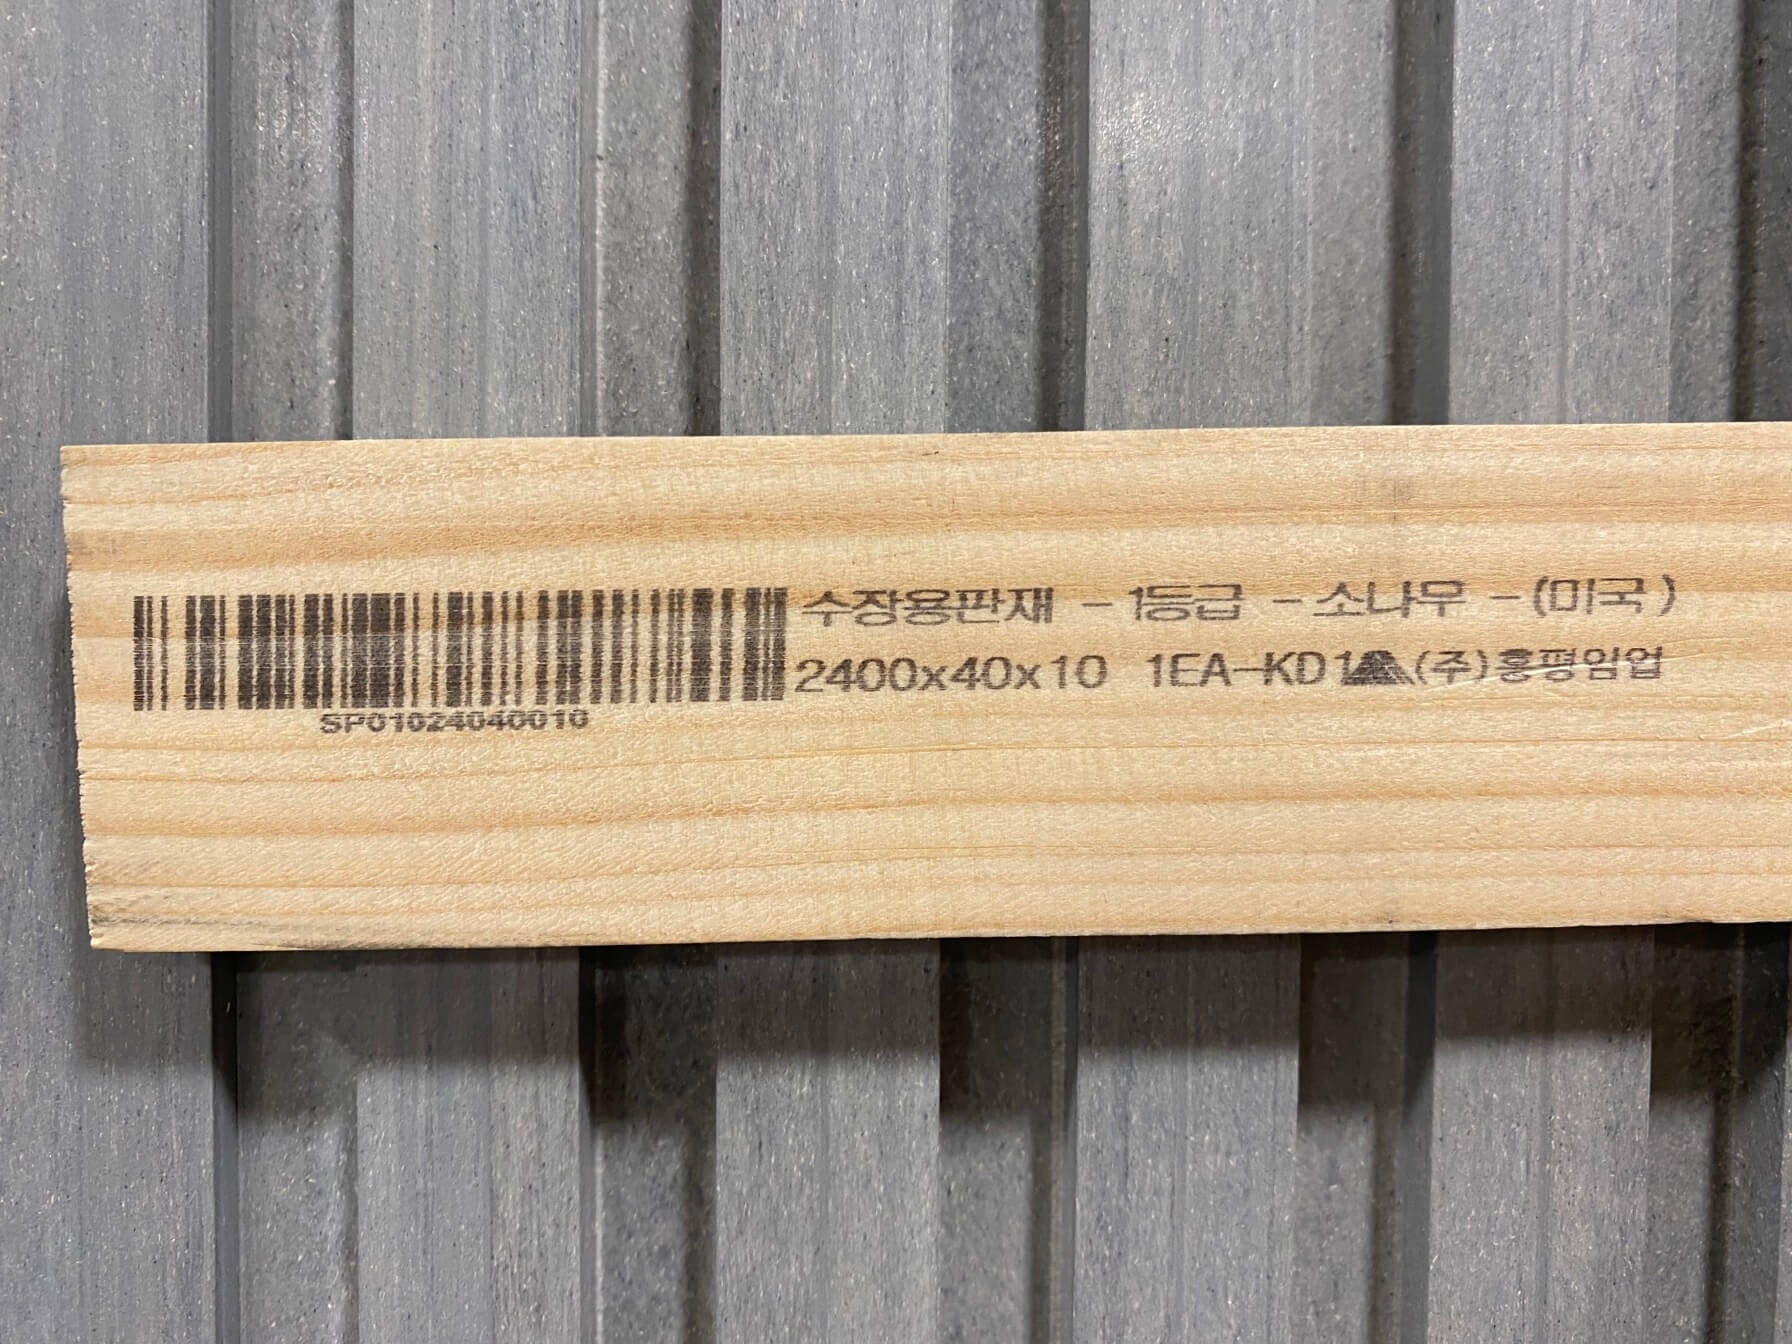 수장용판재 - 1등급 - 소나무 - (미국)
2400x40x10 1EA-KD1 (주)홍평임업
SP01024040010